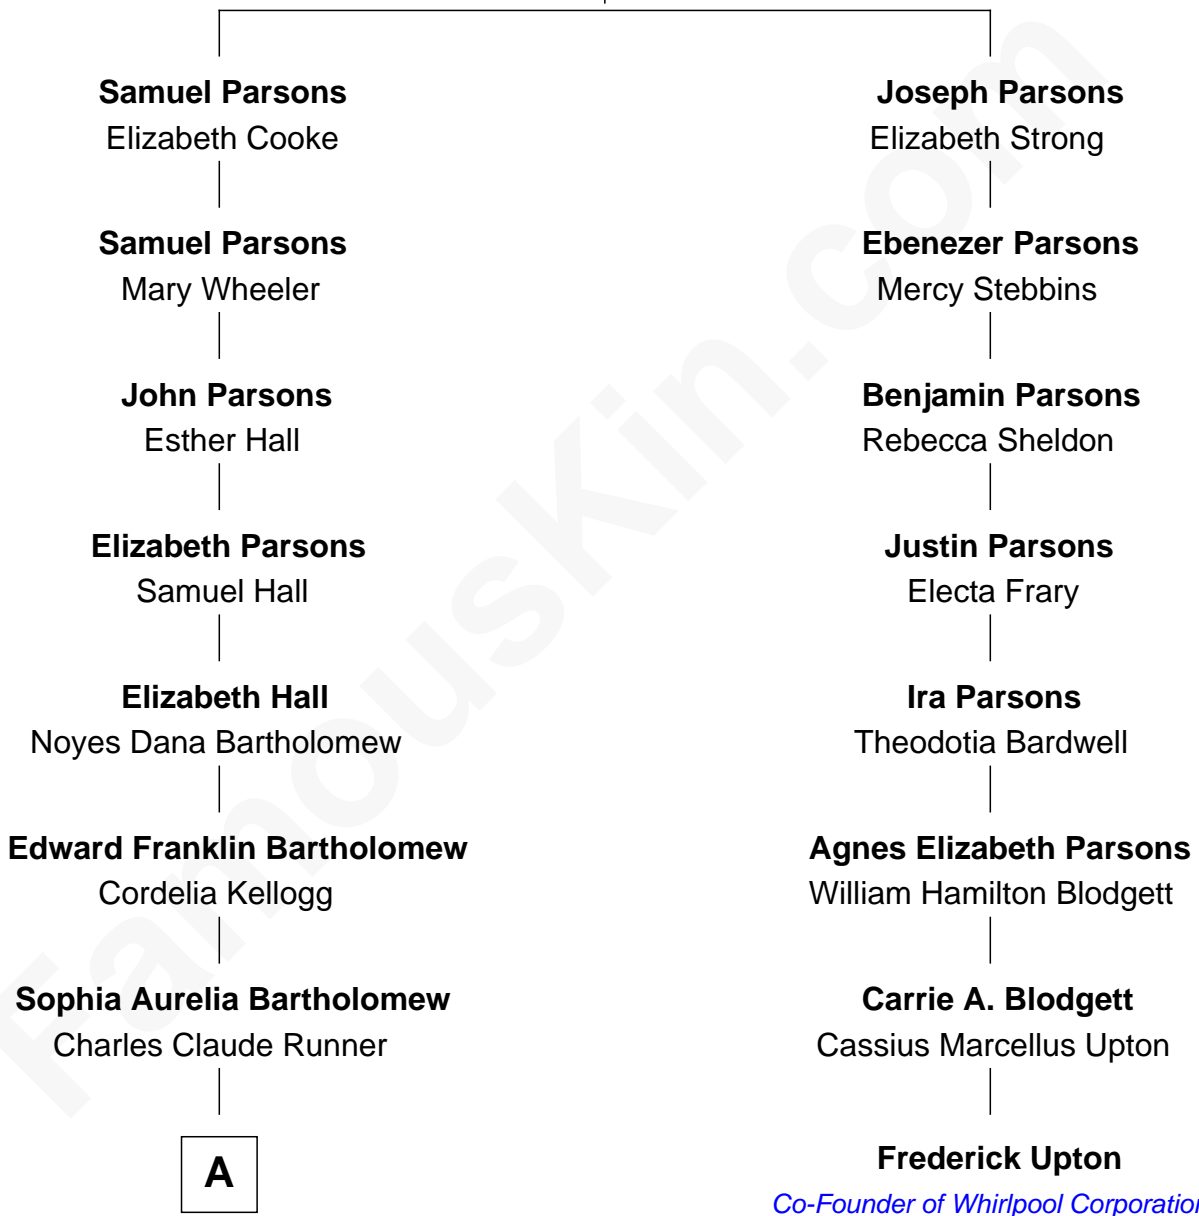 Samuel Parsons
Elizabeth Cooke
Samuel Parsons
Mary Wheeler
John Parsons
Esther Hall
Elizabeth Parsons
Samuel Hall
Elizabeth Hall
Noyes Dana Bartholomew
Edward Franklin Bartholomew
Cordelia Kellogg
Sophia Aurelia Bartholomew
Charles Claude Runner
A
Joseph Parsons
Elizabeth Strong
Ebenezer Parsons
Mercy Stebbins
Benjamin Parsons
Rebecca Sheldon
Justin Parsons
Electa Frary
Ira Parsons
Theodotia Bardwell
Agnes Elizabeth Parsons
William Hamilton Blodgett
Carrie A. Blodgett
Cassius Marcellus Upton
Frederick Upton
Co-Founder of Whirlpool Corporation
FamousKin.com